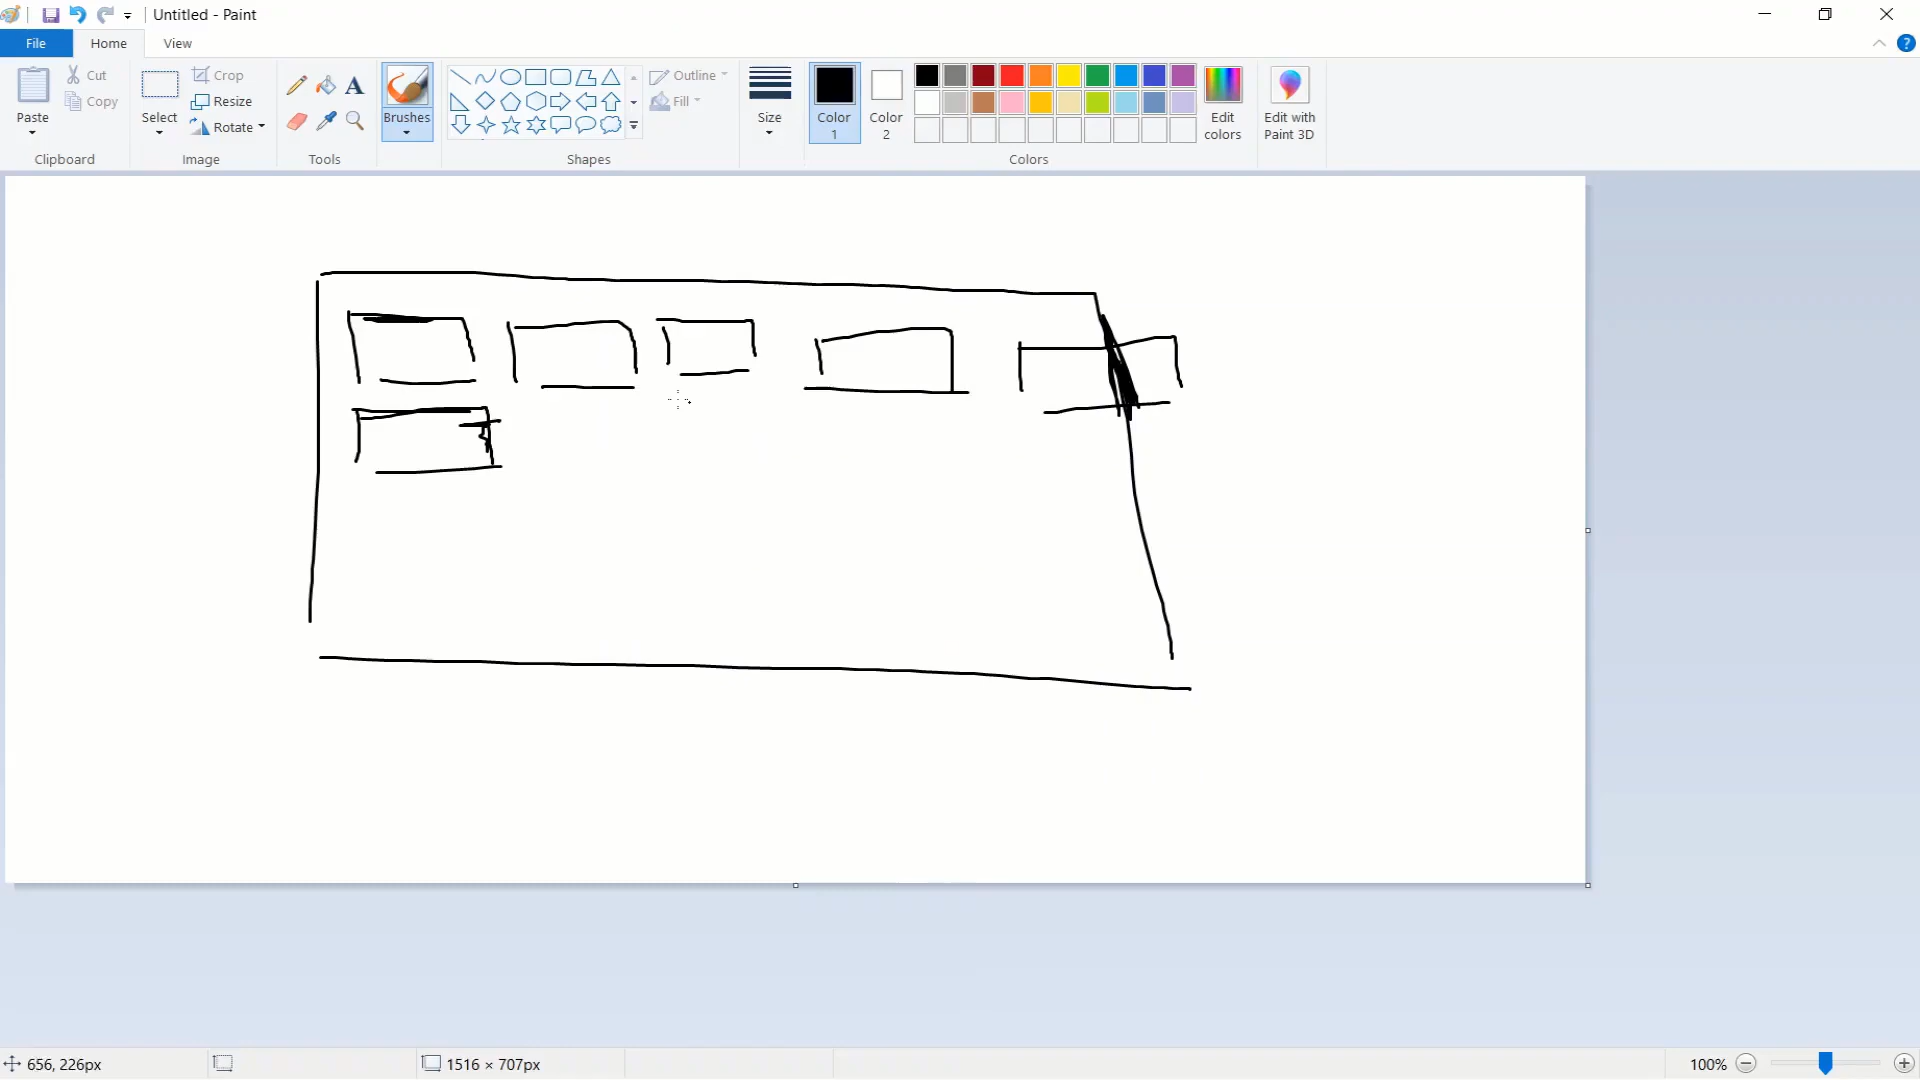 Untitled - Paint
File Home View
Paste
Cut
Copy
Clipboard
Select
Crop
Resize
Rotate
Image
A
Tools
Brushes
Outline
Fill
Shapes
Size
Color 1
Color 2
Edit colors
Edit with Paint 3D
Colors
656, 226px
1516 × 707px
100%